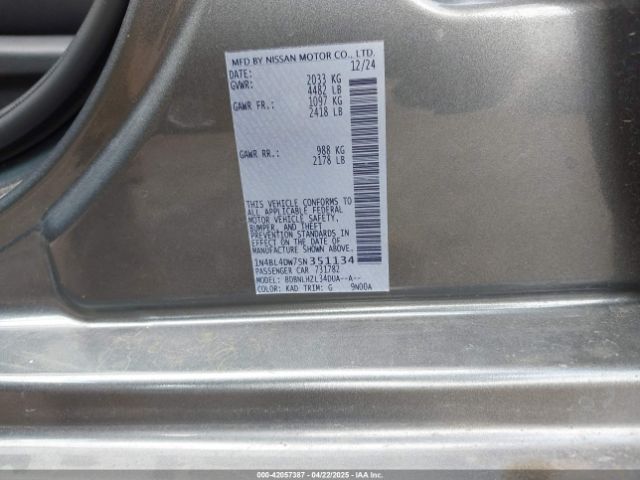 MFD BY NISSAN MOTOR CO., LTD.
DATE: 12/24
GVWR: 2033 KG
4482 LB
GAWR FR.: 1097 KG
2418 LB
GAWR RR.: 988 KG
2178 LB
THIS VEHICLE CONFORMS TO
ALL APPLICABLE FEDERAL
MOTOR VEHICLE SAFETY,
BUMPER, AND THEFT
PREVENTION STANDARDS
IN EFFECT ON THE DATE OF
MANUFACTURE SHOWN ABOVE.
1N4BL4DW7SN351134
PASSENGER CAR 731782
MODEL: BDBNLHZL34D0A--A--
COLOR: KAD TRIM: G 9N00A
000-42057387 - 04/22/2025 - IAA